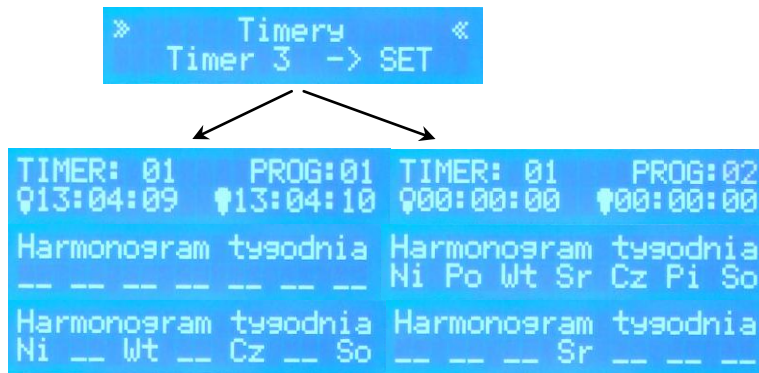 » Timery «
Timer 3 -> SET
TIMER: 01 PROG:01
13:04:09 13:04:10
Harmonogram tygodnia
__ __ __ __ __ __ __
Harmonogram tygodnia
Ni __ Wt __ Cz __ So
TIMER: 01 PROG:02
00:00:00 00:00:00
Harmonogram tygodnia
Ni Po Wt Sr Cz Pi So
Harmonogram tygodnia
__ __ __ Sr __ __ __